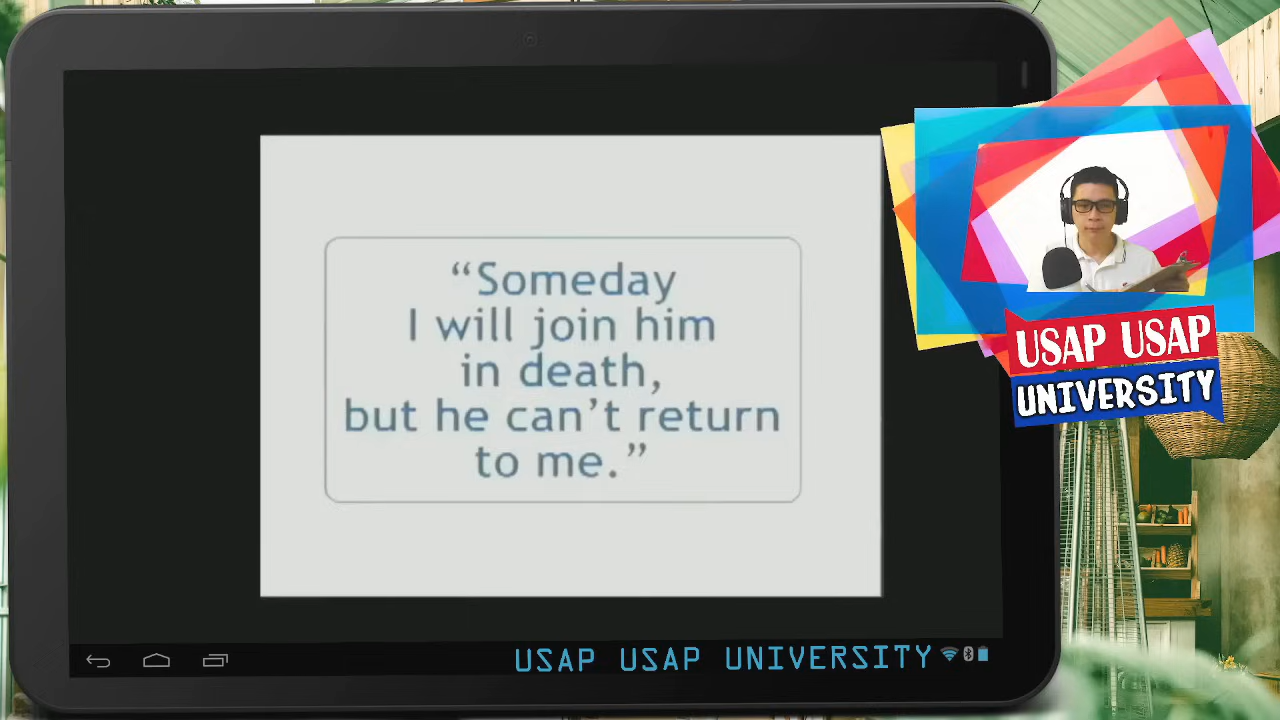 “Someday
I will join him
in death,
but he can’t return
to me.”
USAP USAP
UNIVERSITY
USAP USAP UNIVERSITY